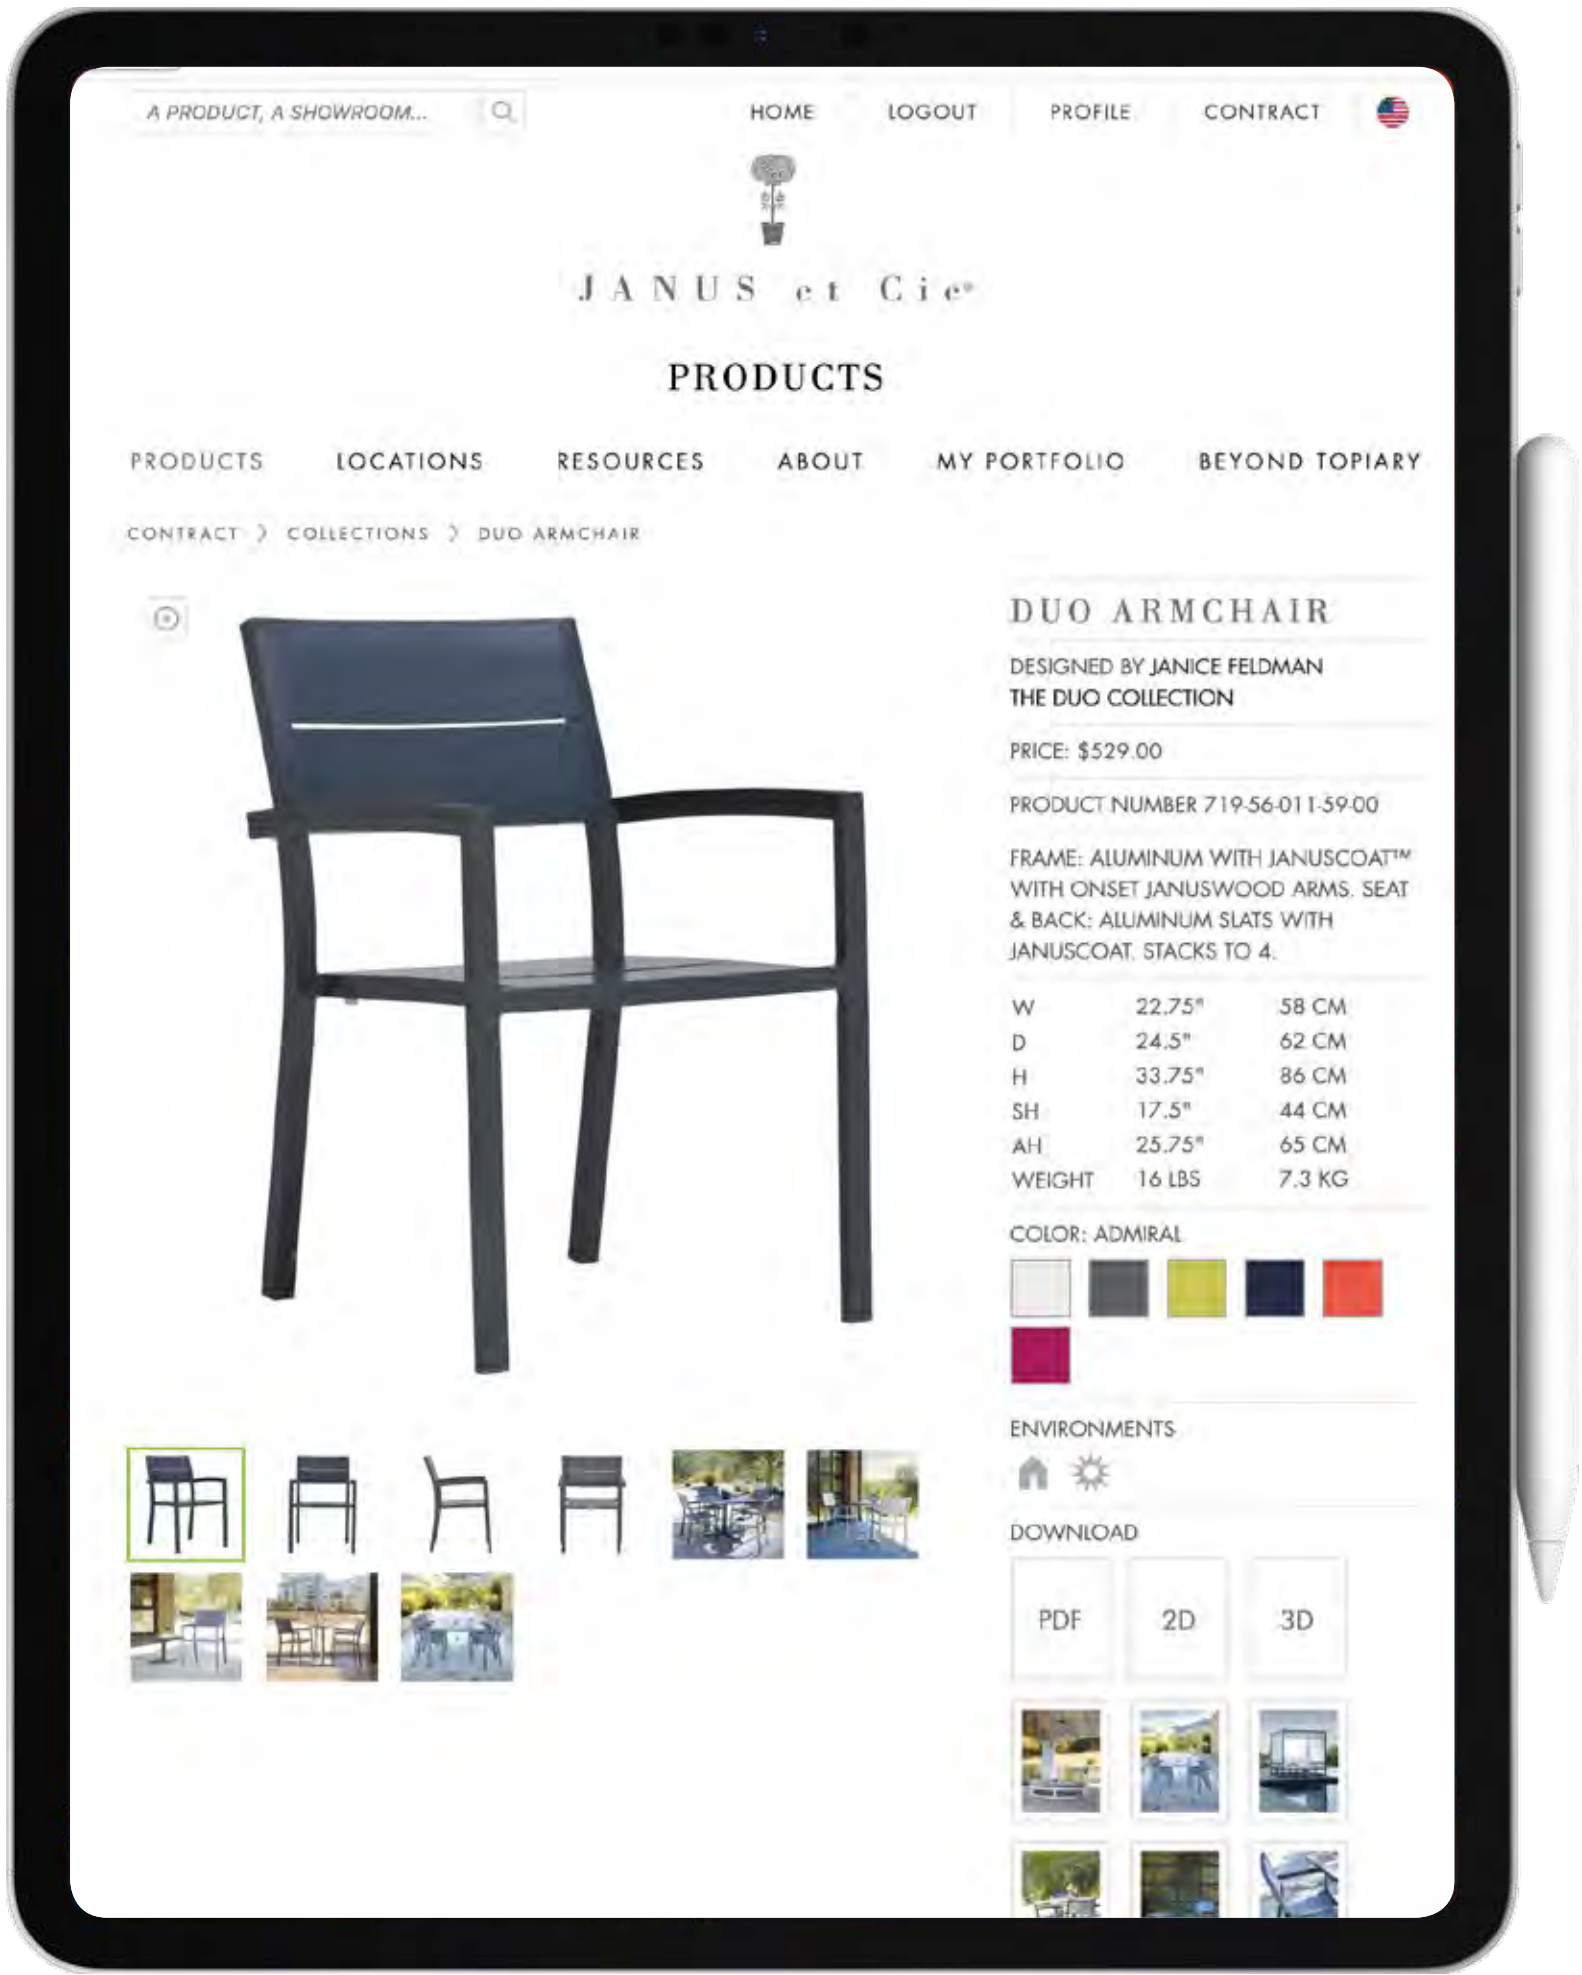 A PRODUCT, A SHOWROOM...
HOME LOGOUT PROFILE CONTRACT
JANUS et Cie®
PRODUCTS
PRODUCTS LOCATIONS RESOURCES ABOUT MY PORTFOLIO BEYOND TOPIARY
CONTRACT > COLLECTIONS > DUO ARMCHAIR
DUO ARMCHAIR
DESIGNED BY JANICE FELDMAN
THE DUO COLLECTION
PRICE: $529.00
PRODUCT NUMBER 719-56-011-59-00
FRAME: ALUMINUM WITH JANUSCOAT™
WITH ONSET JANUSWOOD ARMS. SEAT
& BACK: ALUMINUM SLATS WITH
JANUSCOAT. STACKS TO 4.
W 22.75" 58 CM
D 24.5" 62 CM
H 33.75" 86 CM
SH 17.5" 44 CM
AH 25.75" 65 CM
WEIGHT 16 LBS 7.3 KG
COLOR: ADMIRAL
ENVIRONMENTS
DOWNLOAD
PDF 2D 3D